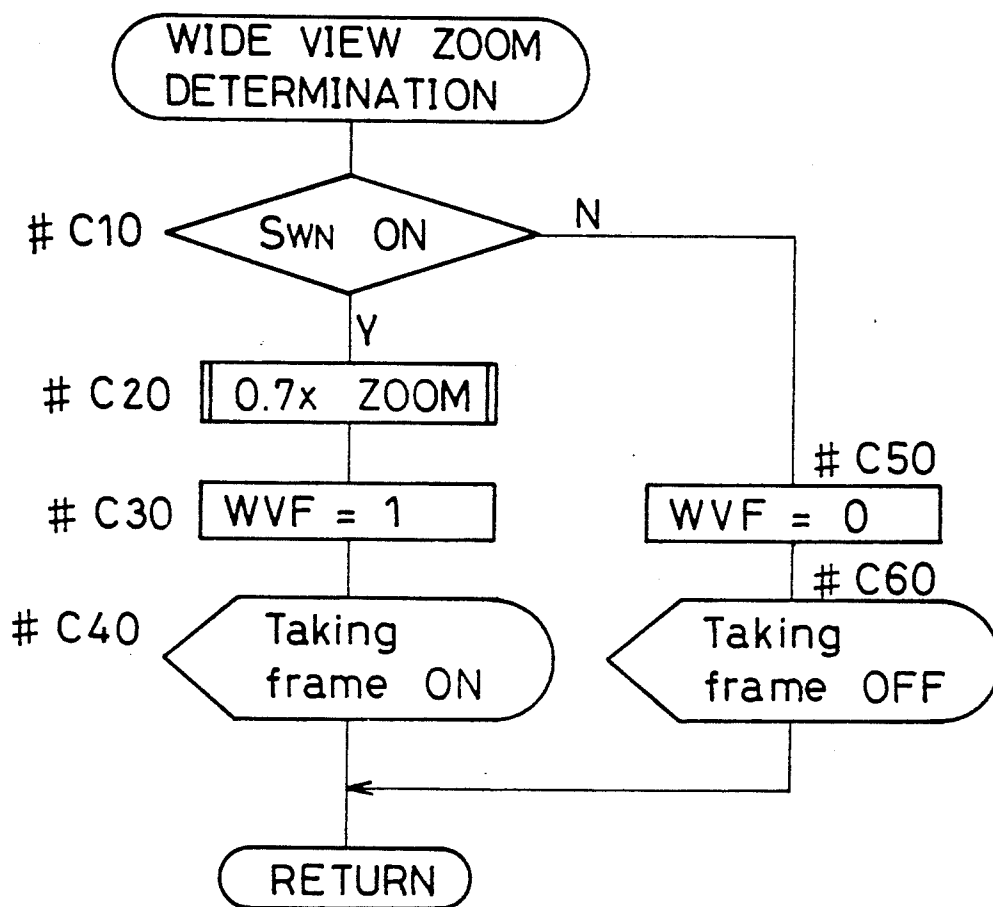 WIDE VIEW ZOOM
DETERMINATION
# C10
SWN ON
N
Y
# C20
0.7x ZOOM
# C30
WVF = 1
# C40
Taking
frame ON
# C50
WVF = 0
# C60
Taking
frame OFF
RETURN